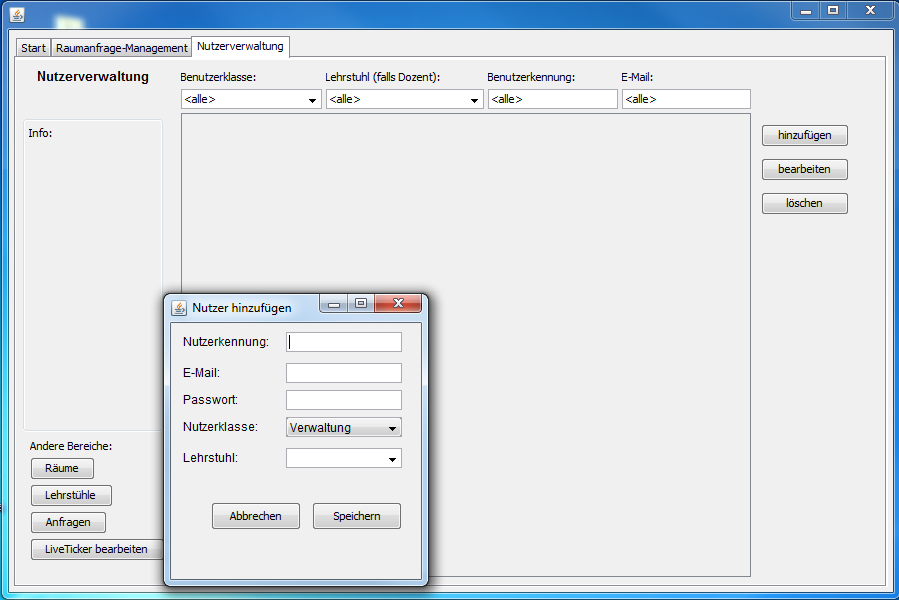 Start Raumanfrage-Management Nutzerverwaltung
Nutzerverwaltung
Benutzerklasse: Lehrstuhl (falls Dozent): Benutzerkennung: E-Mail:
<alle> <alle> <alle> <alle>
Info:
hinzufügen
bearbeiten
löschen
Nutzer hinzufügen
Nutzerkennung:
E-Mail:
Passwort:
Nutzerklasse: Verwaltung
Lehrstuhl:
Abbrechen Speichern
Andere Bereiche:
Räume
Lehrstühle
Anfragen
LiveTicker bearbeiten